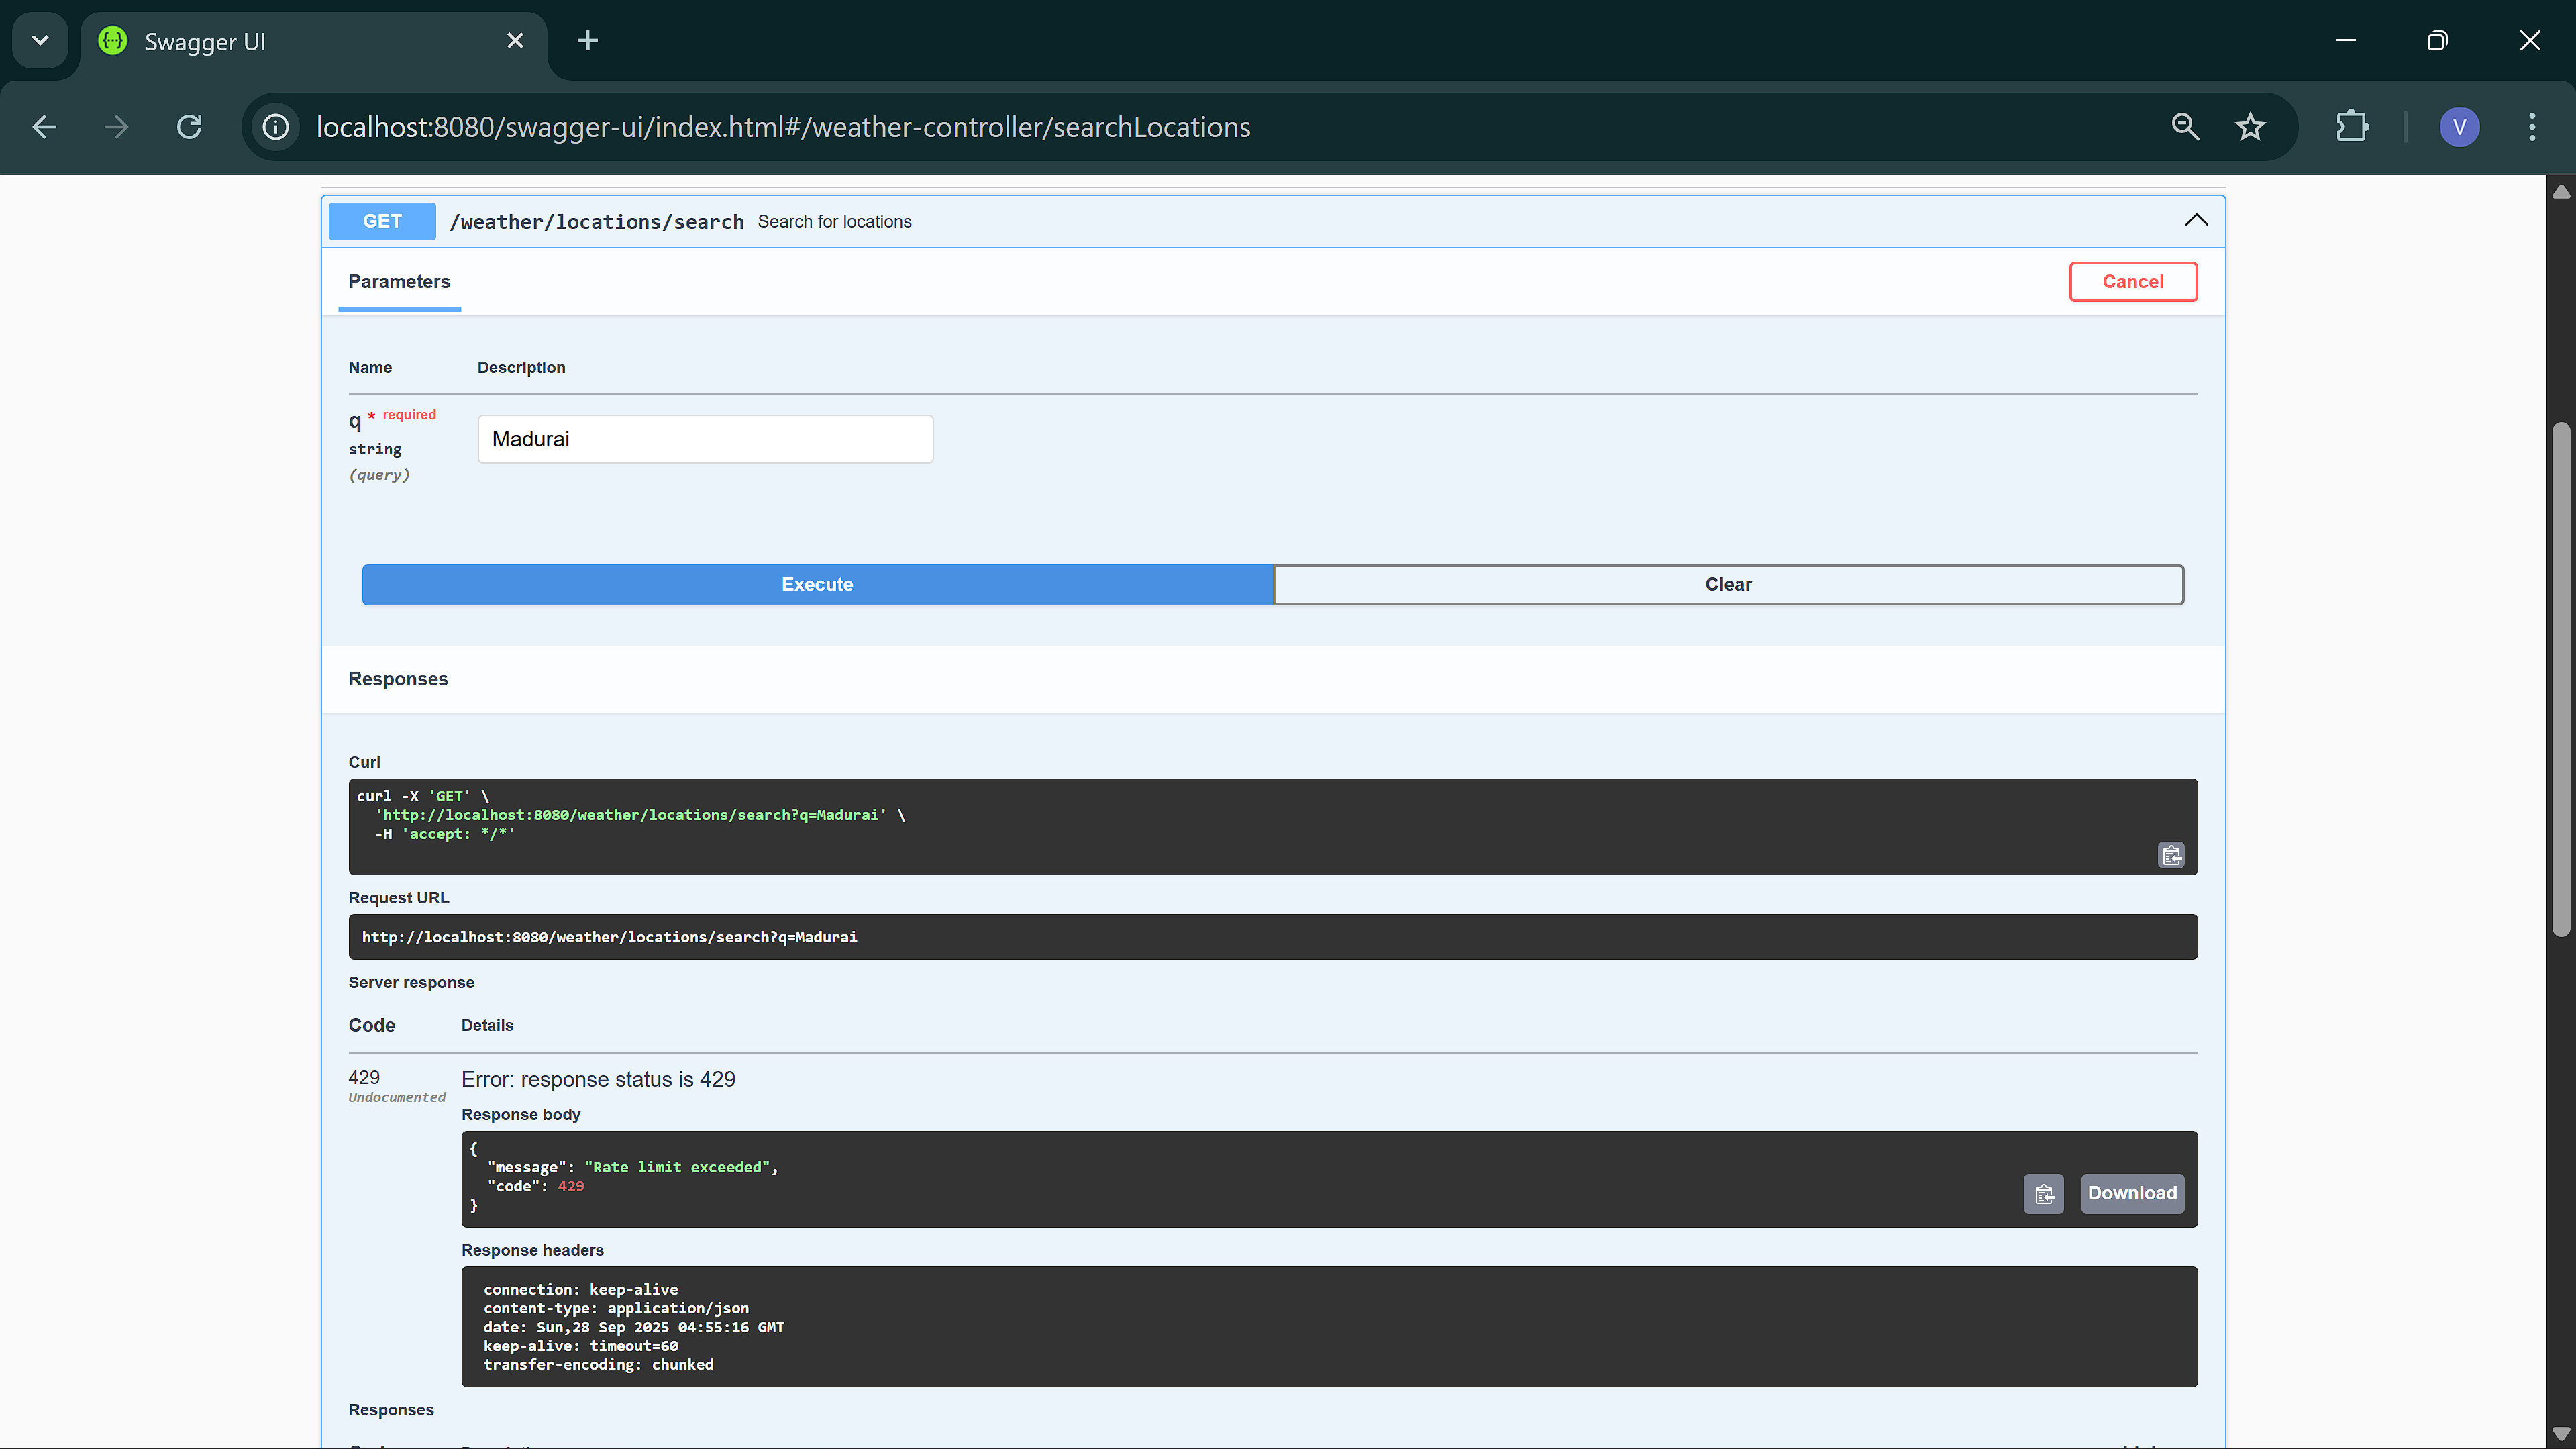 Swagger UI
localhost:8080/swagger-ui/index.html#/weather-controller/searchLocations
V
GET /weather/locations/search Search for locations
Parameters
Cancel
Name Description
q * required
string
(query)
Madurai
Execute
Clear
Responses
Curl
curl -X 'GET' \
'http://localhost:8080/weather/locations/search?q=Madurai' \
-H 'accept: */*'
Request URL
http://localhost:8080/weather/locations/search?q=Madurai
Server response
Code Details
429
Undocumented
Error: response status is 429
Response body
{
"message": "Rate limit exceeded",
"code": 429
}
Download
Response headers
connection: keep-alive
content-type: application/json
date: Sun,28 Sep 2025 04:55:16 GMT
keep-alive: timeout=60
transfer-encoding: chunked
Responses